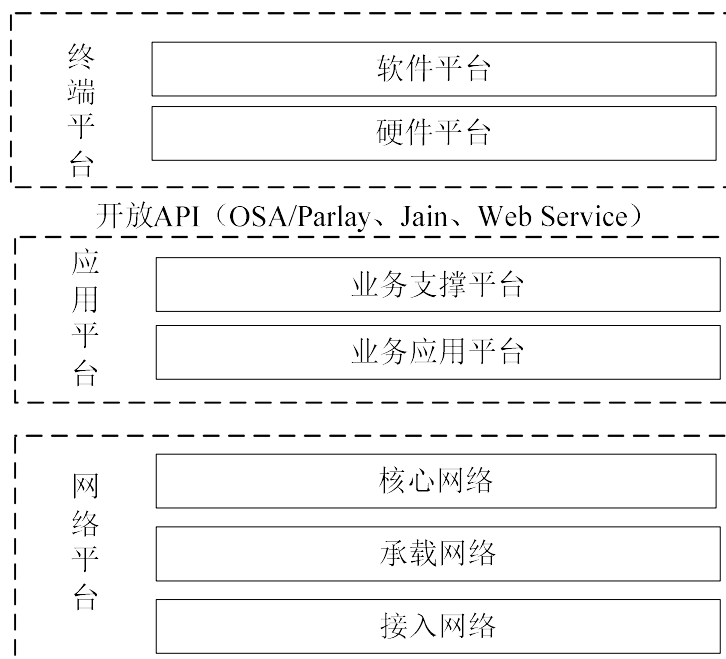 终端平台
软件平台
硬件平台
开放API（OSA/Parlay、Jain、Web Service）
应用平台
业务支撑平台
业务应用平台
网络平台
核心网络
承载网络
接入网络